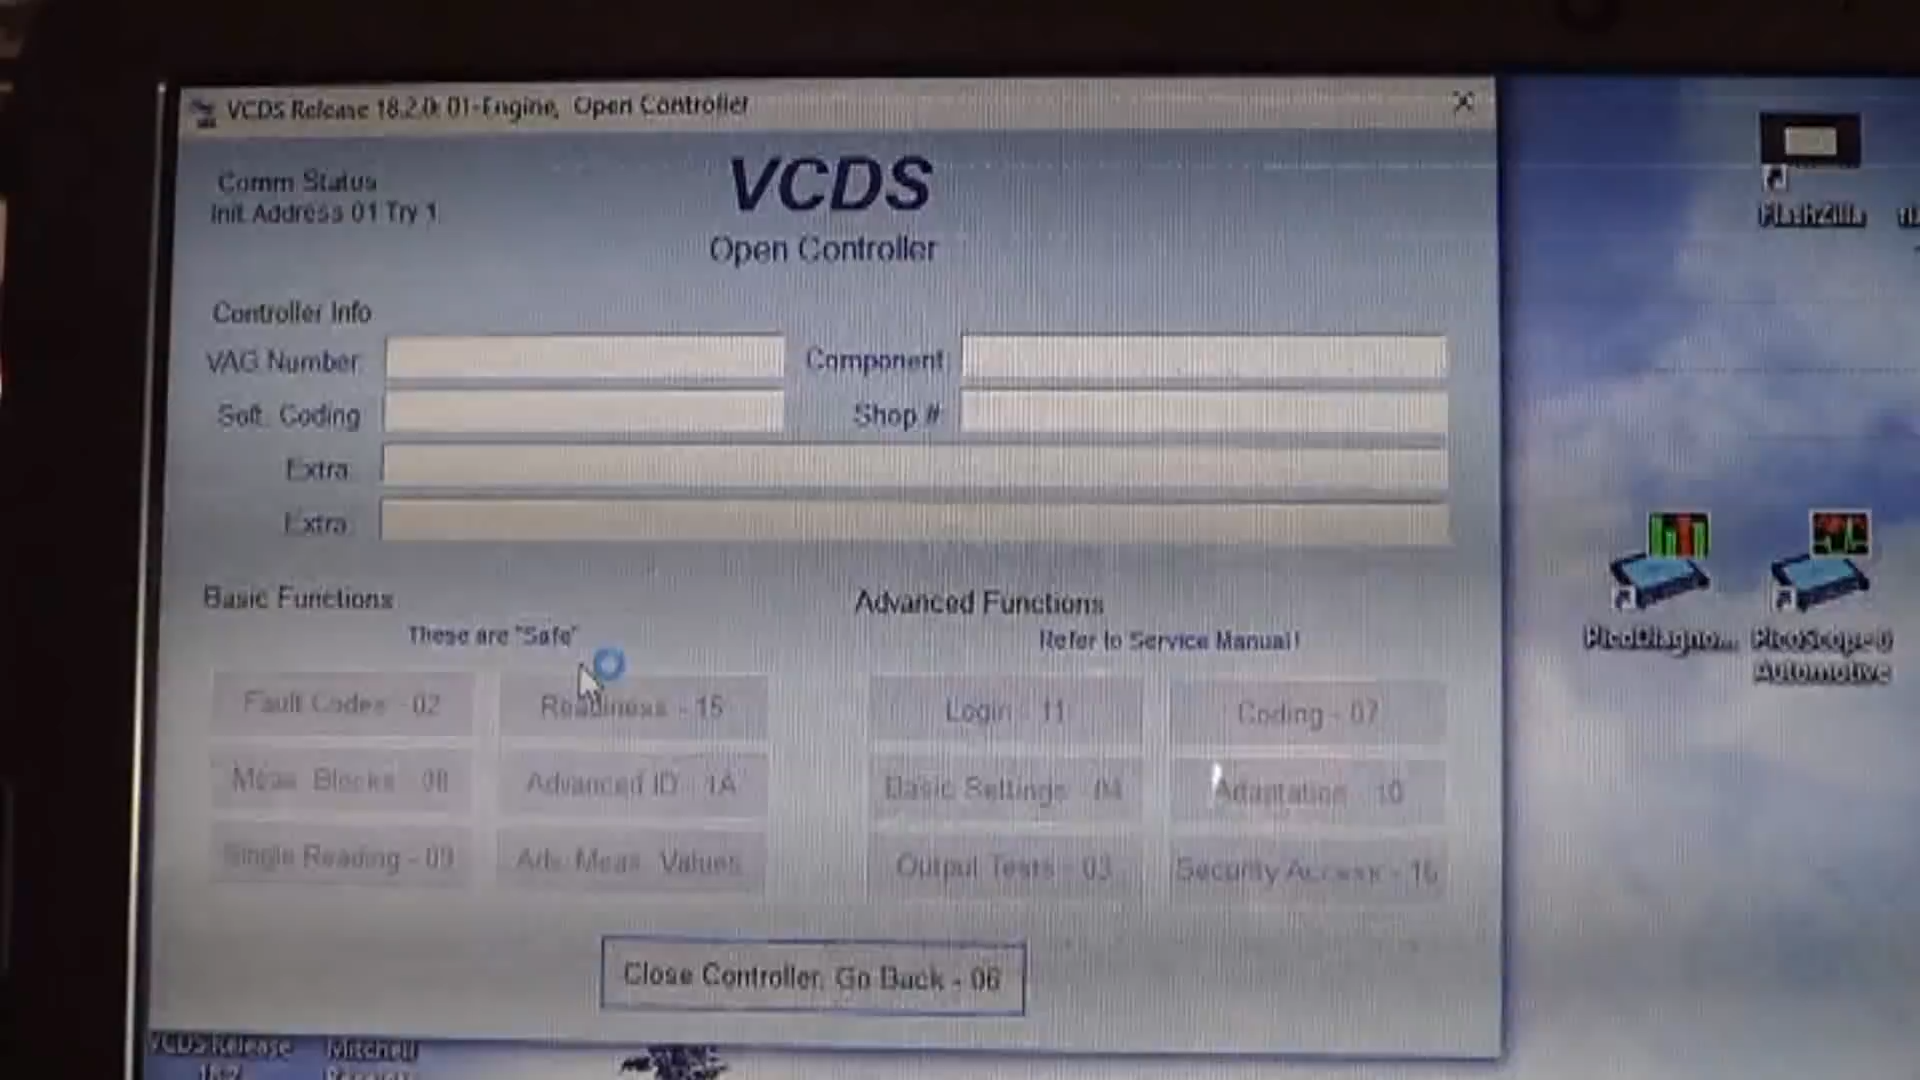 VCDS Release 18.2.0: 01-Engine, Open Controller
Comm Status
Init Address 01 Try 1
VCDS
Open Controller
Controller Info
VAG Number
Component
Soft. Coding
Shop #
Extra
Extra
Basic Functions
These are "Safe"
Advanced Functions
Refer to Service Manual!
Fault Codes - 02
Readiness - 15
Login - 11
Coding - 07
Meas. Blocks - 08
Advanced ID - 1A
Basic Settings - 04
Adaptation - 10
Single Reading - 09
Adv. Meas. Values
Output Tests - 03
Security Access - 16
Close Controller, Go Back - 06
FlashZilla
PicoDiagno...
PicoScope 6
Automotive
VCDS Release
Mitchell